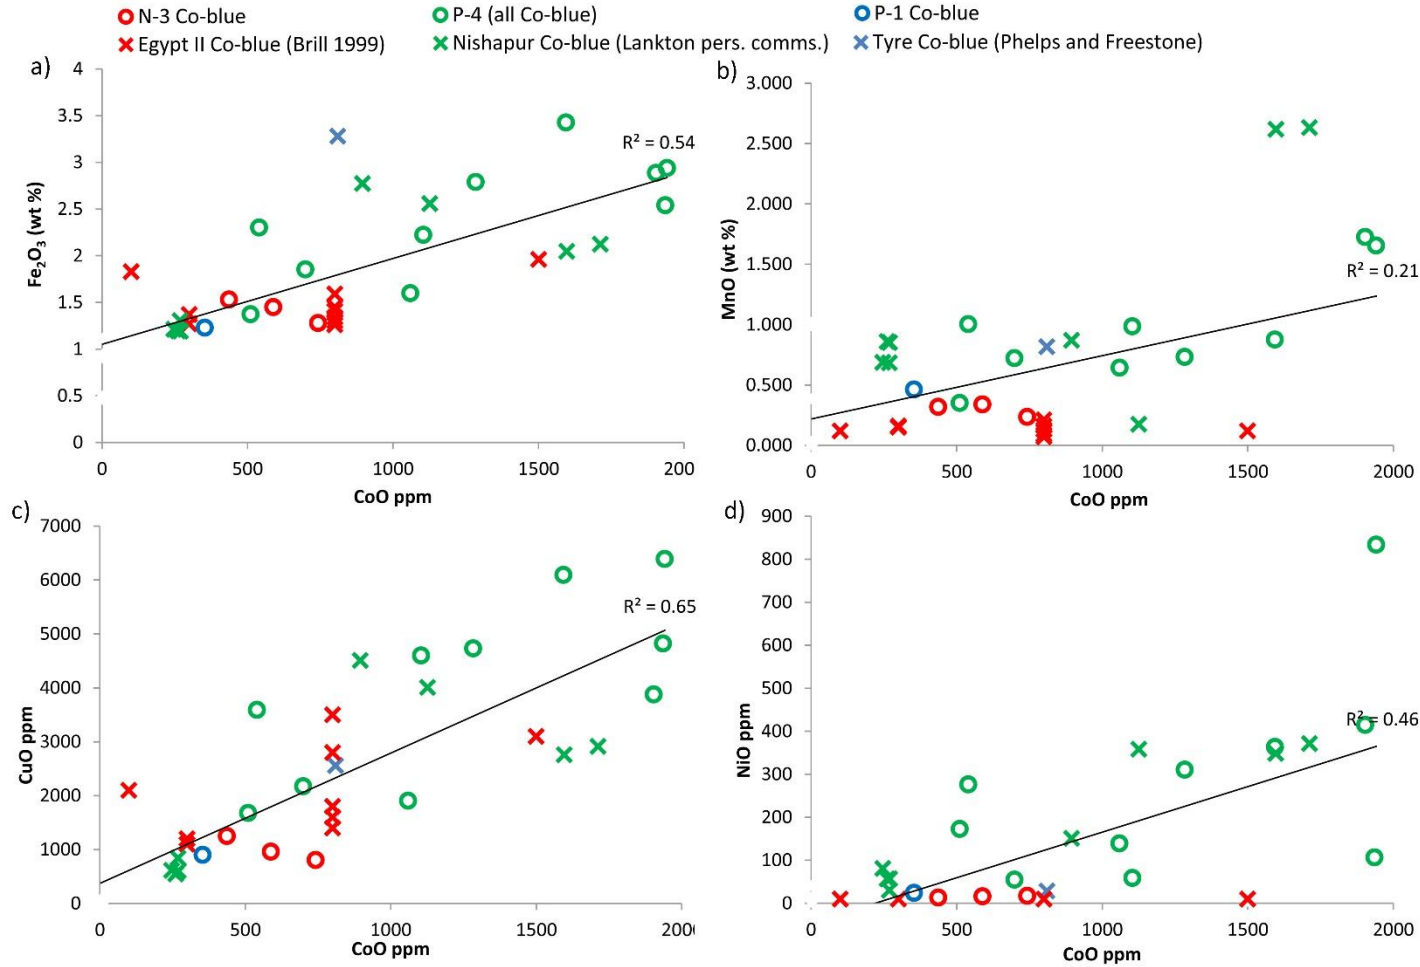 N-3 Co-blue
P-4 (all Co-blue)
P-1 Co-blue
Egypt II Co-blue (Brill 1999)
Nishapur Co-blue (Lankton pers. comms.)
Tyre Co-blue (Phelps and Freestone)
a)
4
3.5
3
2.5
2
1.5
1
0.5
0
Fe₂O₃ (wt %)
R² = 0.54
0
500
1000
1500
200
CoO ppm
b)
3.000
2.500
2.000
1.500
1.000
0.500
0.000
MnO (wt %)
R² = 0.21
0
500
1000
1500
2000
CoO ppm
c)
7000
6000
5000
4000
3000
2000
1000
0
CuO ppm
R² = 0.65
0
500
1000
1500
200
CoO ppm
d)
900
800
700
600
500
400
300
200
100
0
NiO ppm
R² = 0.46
0
500
1000
1500
2000
CoO ppm